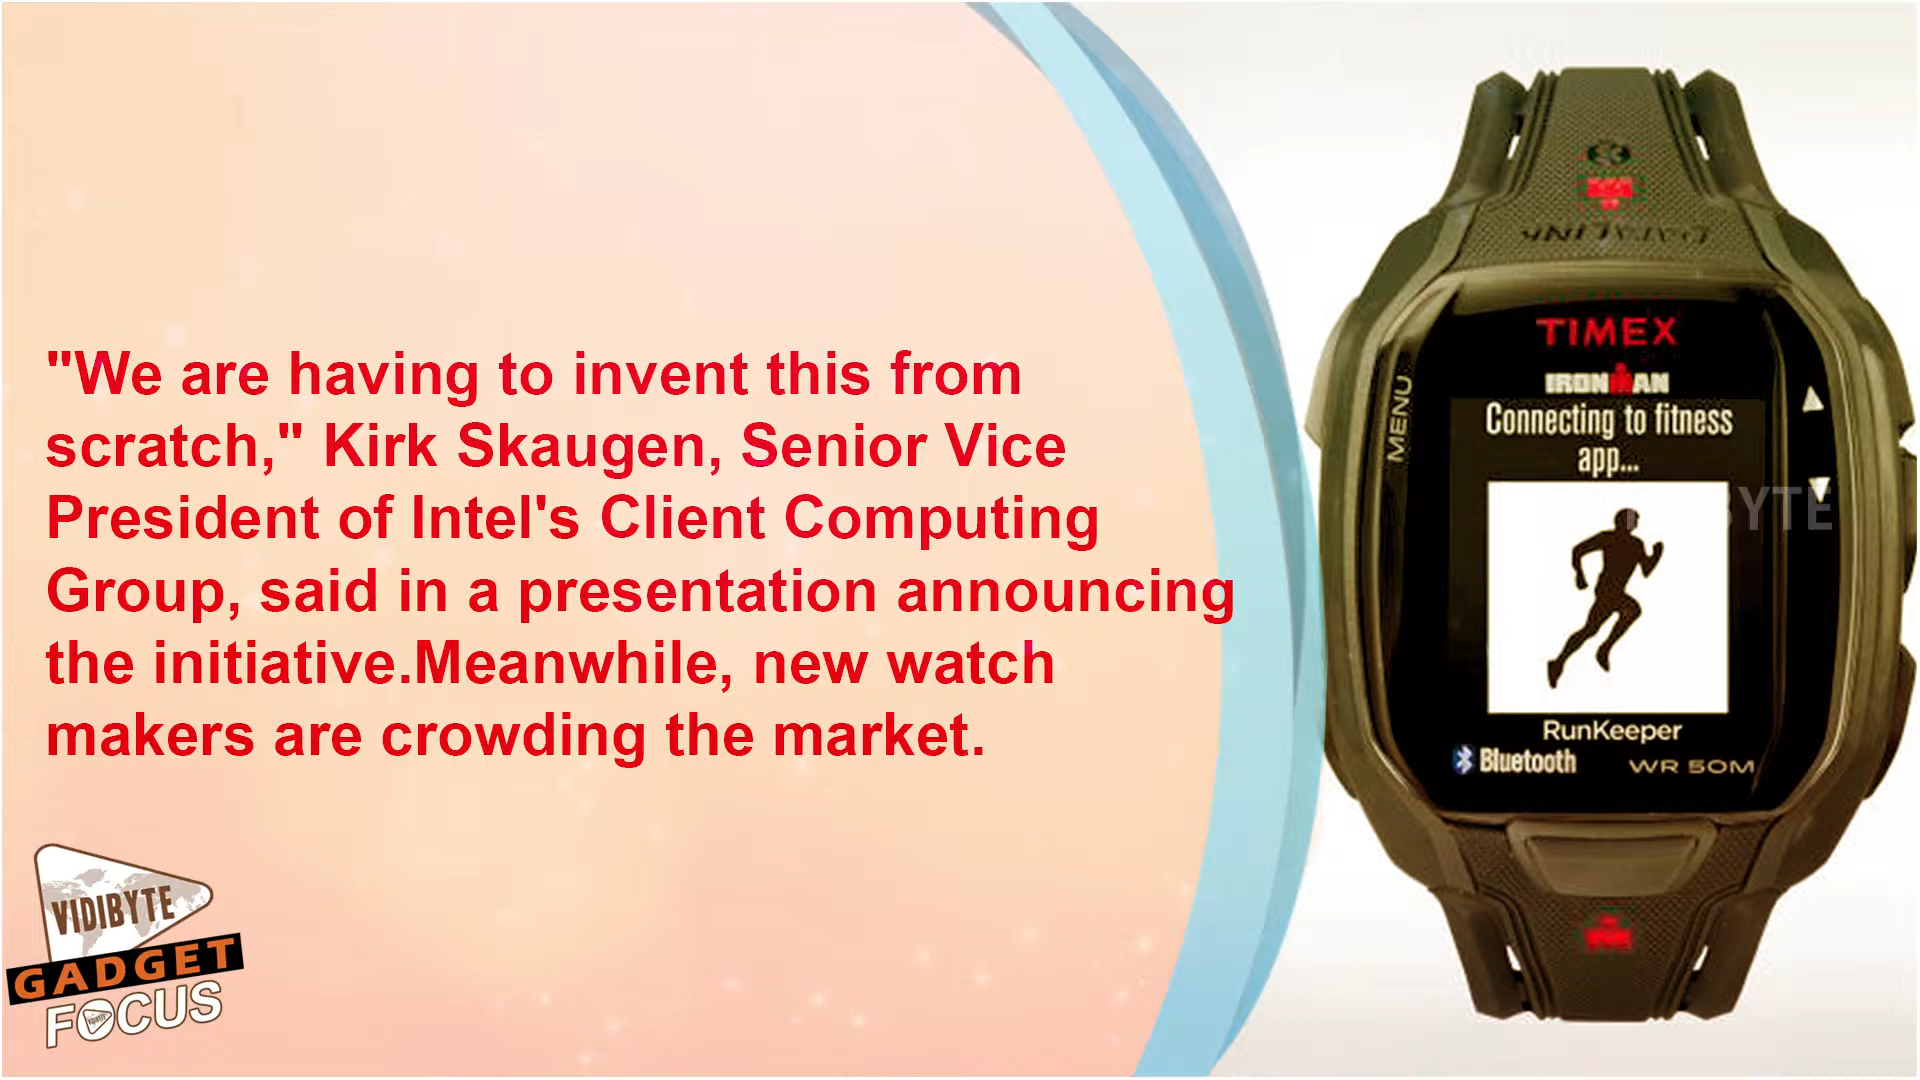 "We are having to invent this from
scratch," Kirk Skaugen, Senior Vice
President of Intel's Client Computing
Group, said in a presentation announcing
the initiative.Meanwhile, new watch
makers are crowding the market.
VIDIBYTE
GADGET
FOCUS
TIMEX
IRONMAN
MENU
Connecting to fitness
app...
BYTE
RunKeeper
Bluetooth
WR 50M